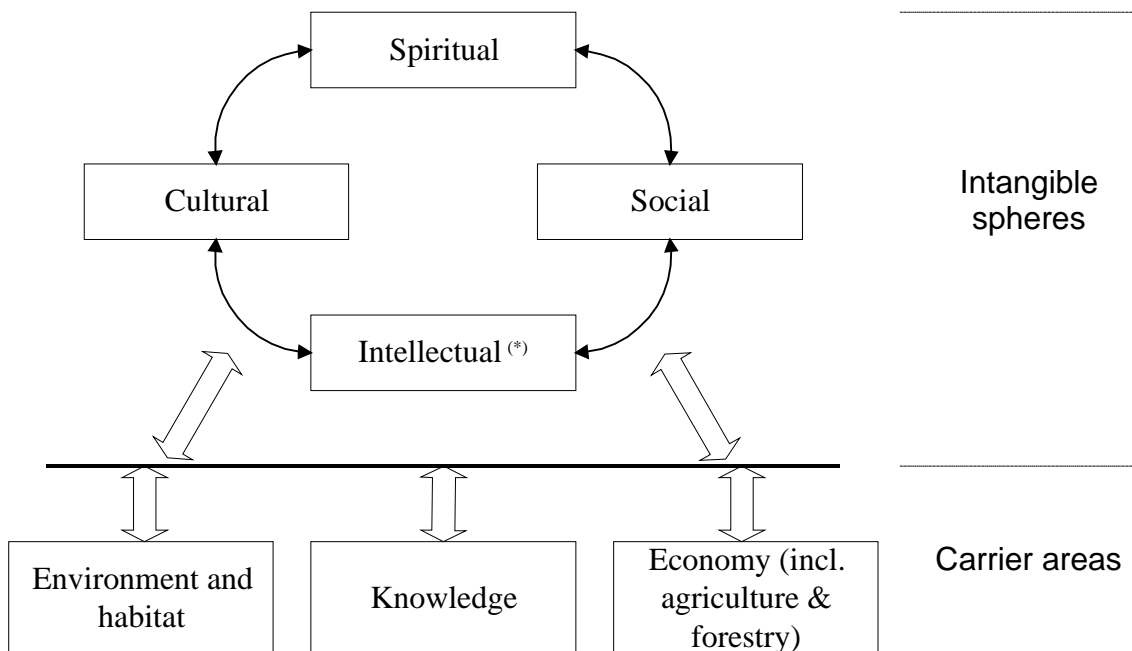 Spiritual
Cultural
Social
Intangible
spheres
Intellectual (*)
Environment and
habitat
Knowledge
Economy (incl.
agriculture &
forestry)
Carrier areas